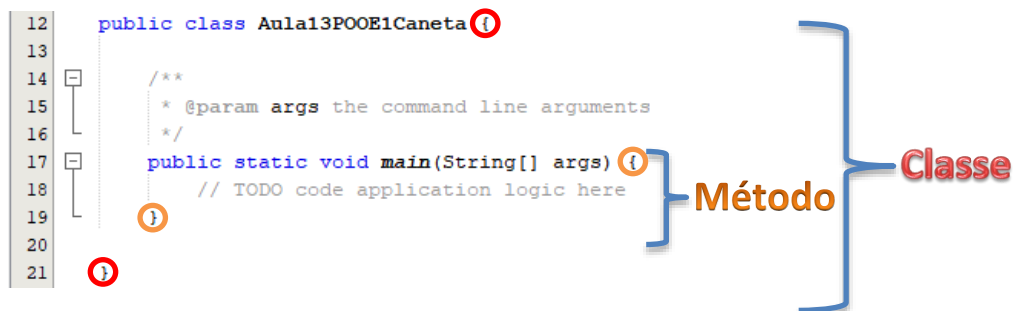 12 public class Aula13POOE1Caneta {
13
14 /**
15 * @param args the command line arguments
16 */
17 public static void main(String[] args) {
18 // TODO code application logic here
19 }
20
21 }
Método
Classe